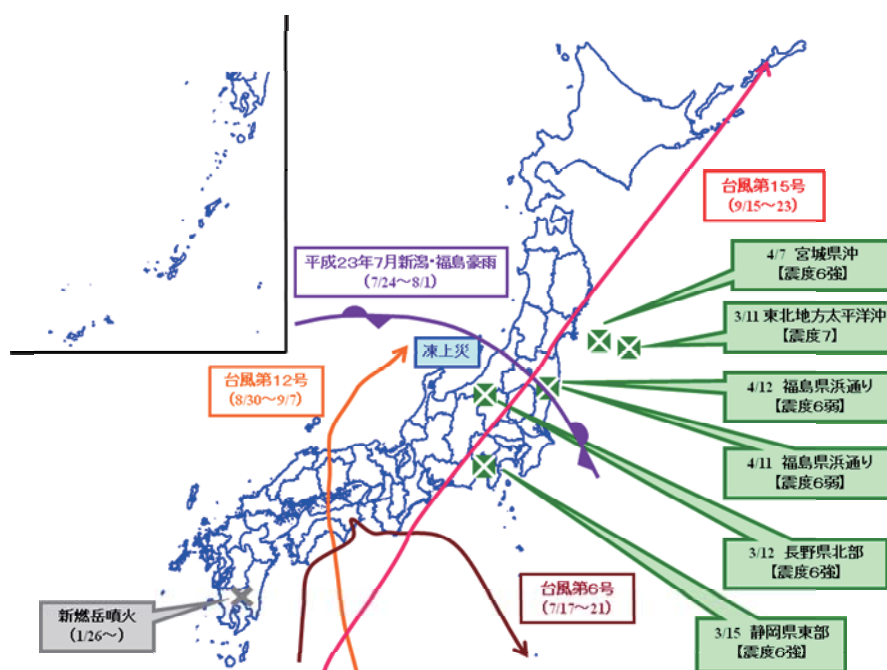 台風第15号
(9/15～23)
平成23年7月新潟・福島豪雨
(7/24～8/1)
4/7 宮城県沖
【震度6強】
3/11 東北地方太平洋沖
【震度7】
凍上災
台風第12号
(8/30～9/7)
4/12 福島県浜通り
【震度6弱】
4/11 福島県浜通り
【震度6弱】
3/12 長野県北部
【震度6強】
台風第6号
(7/17～21)
新燃岳噴火
(1/26～)
3/15 静岡県東部
【震度6強】